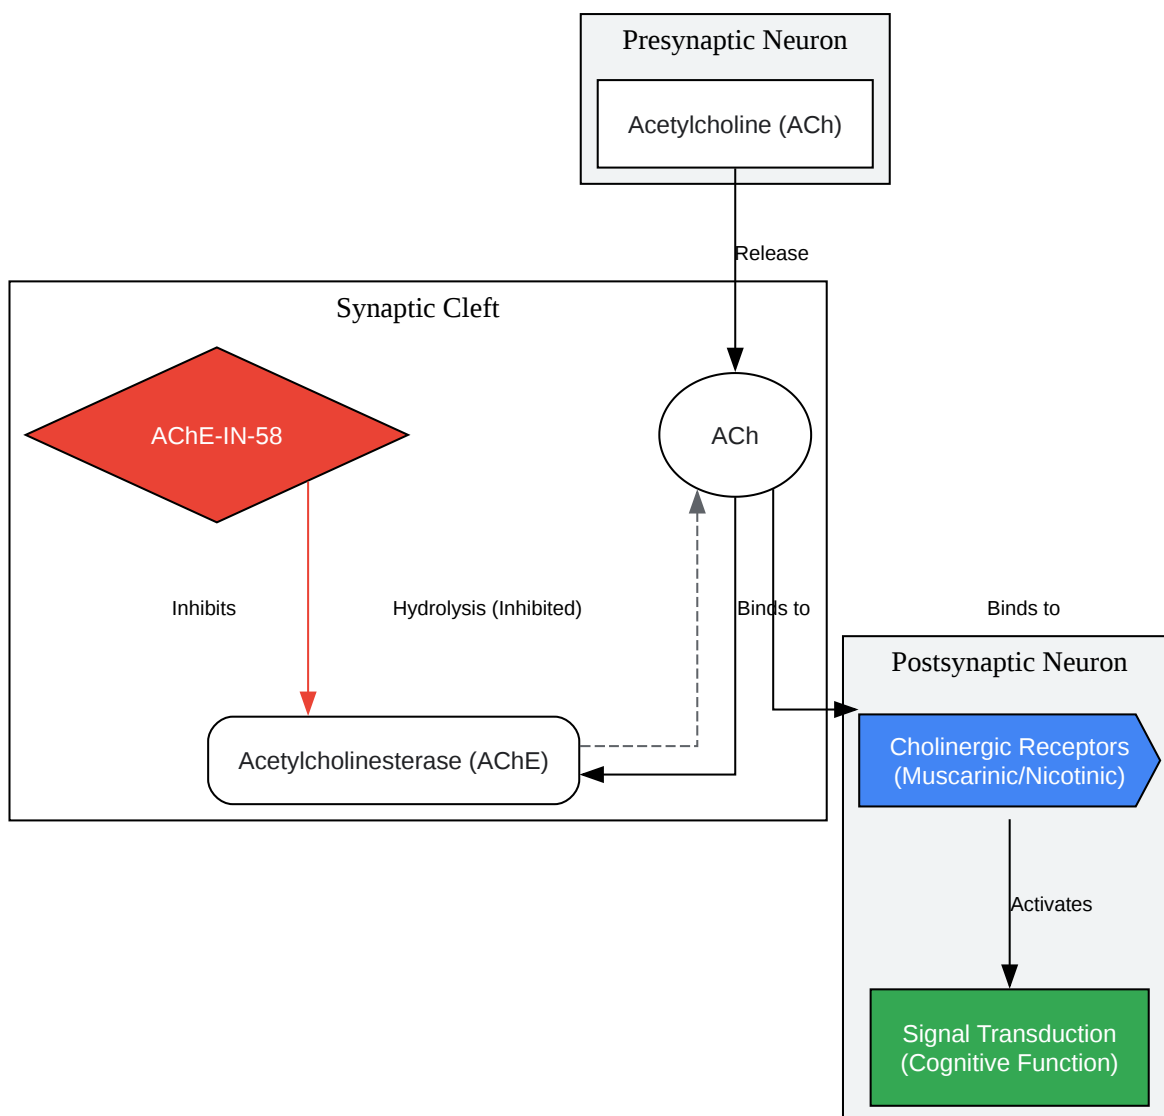 Presynaptic Neuron
Acetylcholine (ACh)
Release
Synaptic Cleft
AChE-IN-58
ACh
Inhibits
Hydrolysis (Inhibited)
Binds to
Binds to
Postsynaptic Neuron
Acetylcholinesterase (AChE)
Cholinergic Receptors
(Muscarinic/Nicotinic)
Activates
Signal Transduction
(Cognitive Function)